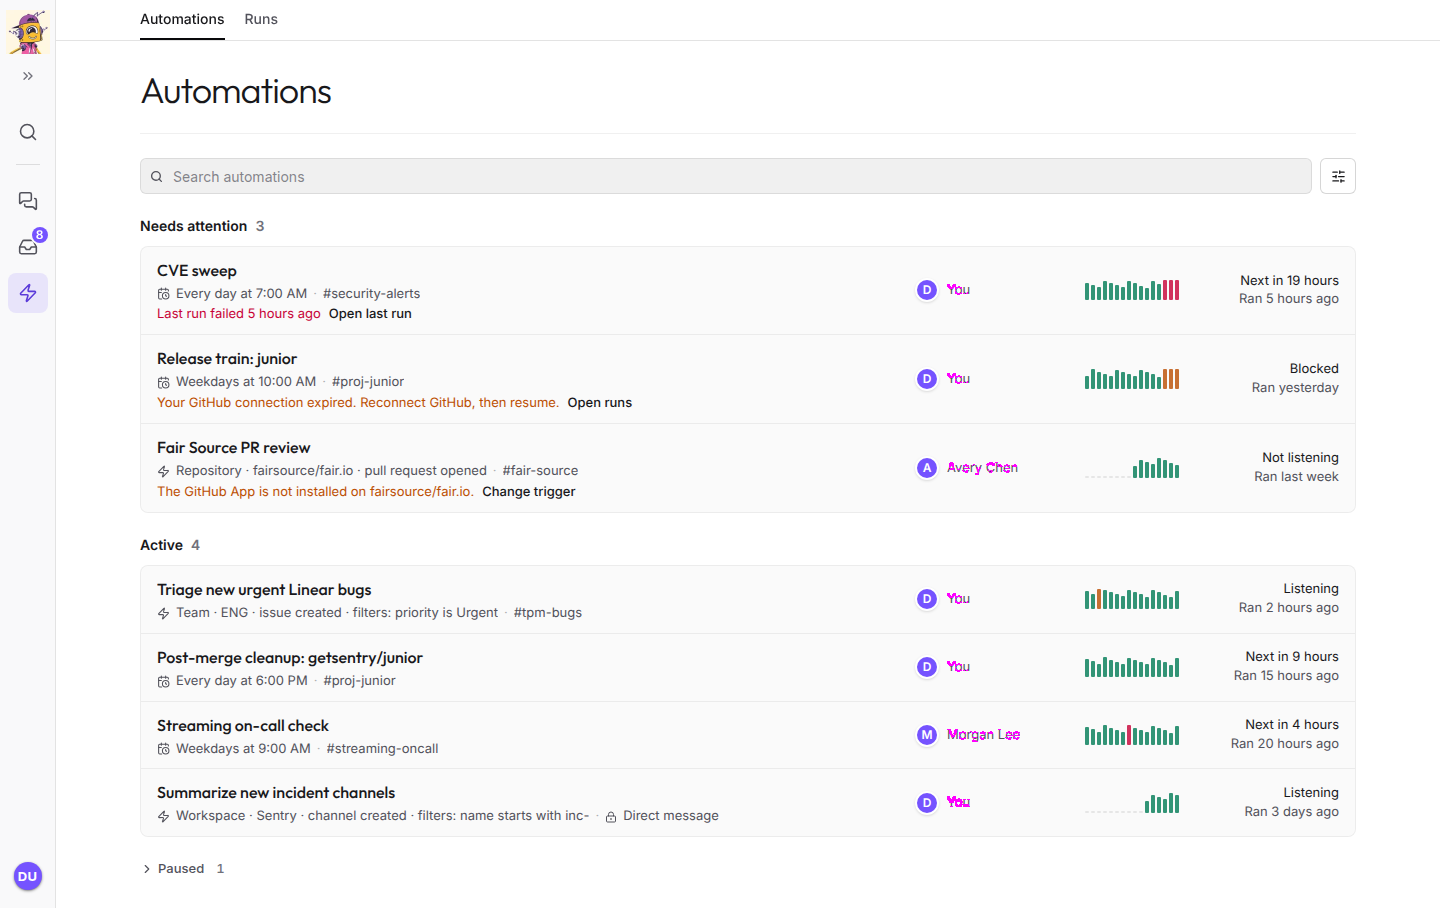 Automations
Runs
Automations
8
Search automations
Needs attention 3
CVE sweep
Every day at 7:00 AM · #security-alerts
Last run failed 5 hours ago Open last run
D You
Next in 19 hours
Ran 5 hours ago
Release train: junior
Weekdays at 10:00 AM · #proj-junior
Your GitHub connection expired. Reconnect GitHub, then resume. Open runs
D You
Blocked
Ran yesterday
Fair Source PR review
Repository · fairsource/fair.io · pull request opened · #fair-source
The GitHub App is not installed on fairsource/fair.io. Change trigger
A Avery Chen
Not listening
Ran last week
Active 4
Triage new urgent Linear bugs
Team · ENG · issue created · filters: priority is Urgent · #tpm-bugs
D You
Listening
Ran 2 hours ago
Post-merge cleanup: getsentry/junior
Every day at 6:00 PM · #proj-junior
D You
Next in 9 hours
Ran 15 hours ago
Streaming on-call check
Weekdays at 9:00 AM · #streaming-oncall
M Morgan Lee
Next in 4 hours
Ran 20 hours ago
Summarize new incident channels
Workspace · Sentry · channel created · filters: name starts with inc- · Direct message
D You
Listening
Ran 3 days ago
Paused 1
DU